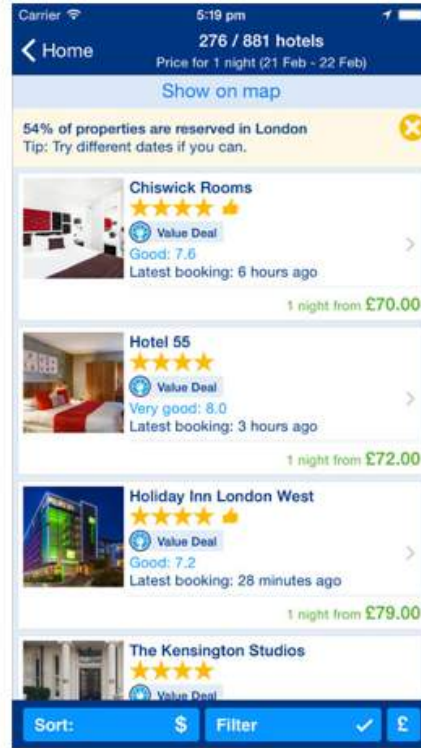 Carrier 5:19 pm
Home
276 / 881 hotels
Price for 1 night (21 Feb - 22 Feb)
Show on map
54% of properties are reserved in London
Tip: Try different dates if you can.
Chiswick Rooms
Value Deal
Good: 7.6
Latest booking: 6 hours ago
1 night from £70.00
Hotel 55
Value Deal
Very good: 8.0
Latest booking: 3 hours ago
1 night from £72.00
Holiday Inn London West
Value Deal
Good: 7.2
Latest booking: 28 minutes ago
1 night from £79.00
The Kensington Studios
Value Deal
Sort: $ Filter £